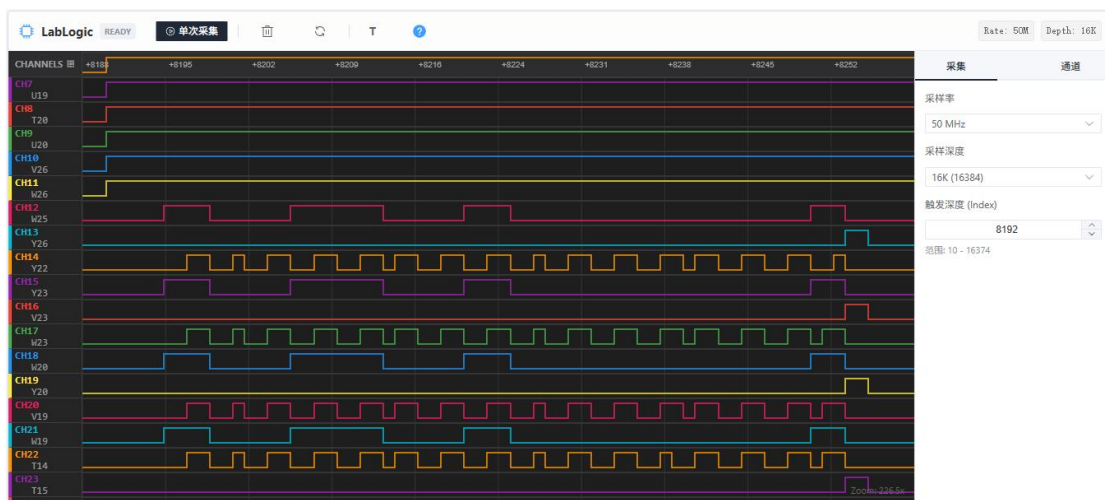 LabLogic READY 单次采集 T ? Rate: 50M Depth: 16K
CHANNELS +8188 +8195 +8202 +8209 +8216 +8224 +8231 +8238 +8245 +8252
采集 通道
CH7
U19
CH8
T20
CH9
U20
CH10
V26
CH11
W26
CH12
W25
CH13
Y26
CH14
Y22
CH15
Y23
CH16
V23
CH17
W23
CH18
W20
CH19
Y20
CH20
V19
CH21
W19
CH22
T14
CH23
T15
Zoom: 226.5x
采样率
50 MHz
采样深度
16K (16384)
触发深度 (Index)
8192
范围: 10 - 16374